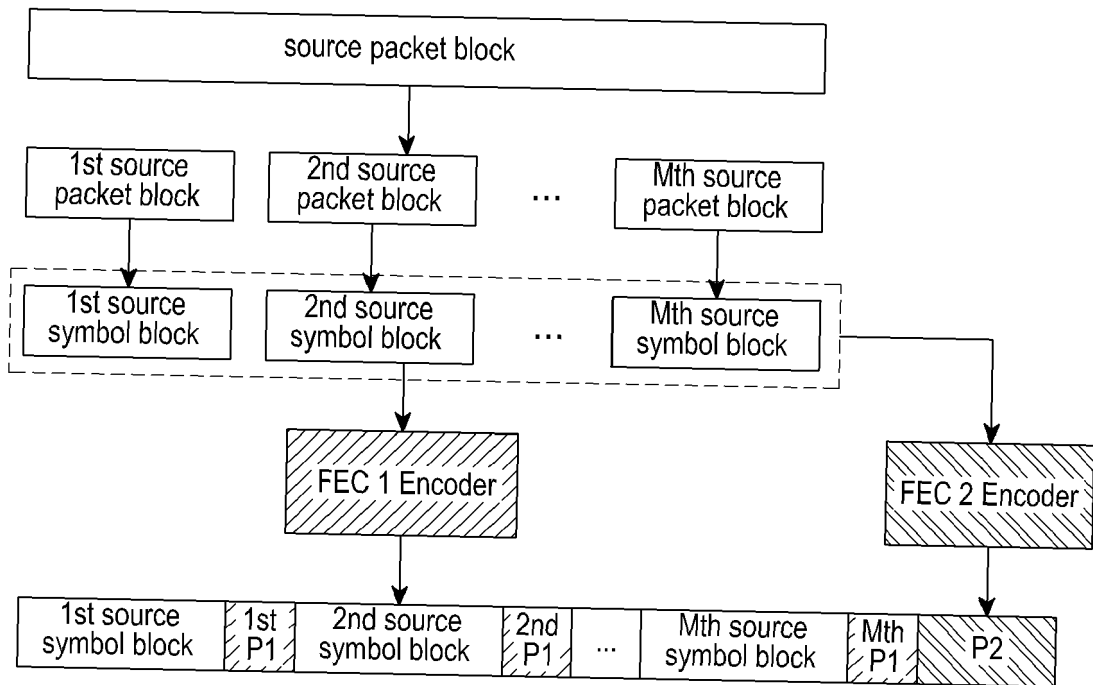 source packet block
1st source
packet block
2nd source
packet block
...
Mth source
packet block
1st source
symbol block
2nd source
symbol block
...
Mth source
symbol block
FEC 1 Encoder
FEC 2 Encoder
1st source
symbol block
1st
P1
2nd source
symbol block
2nd
P1
...
Mth source
symbol block
Mth
P1
P2